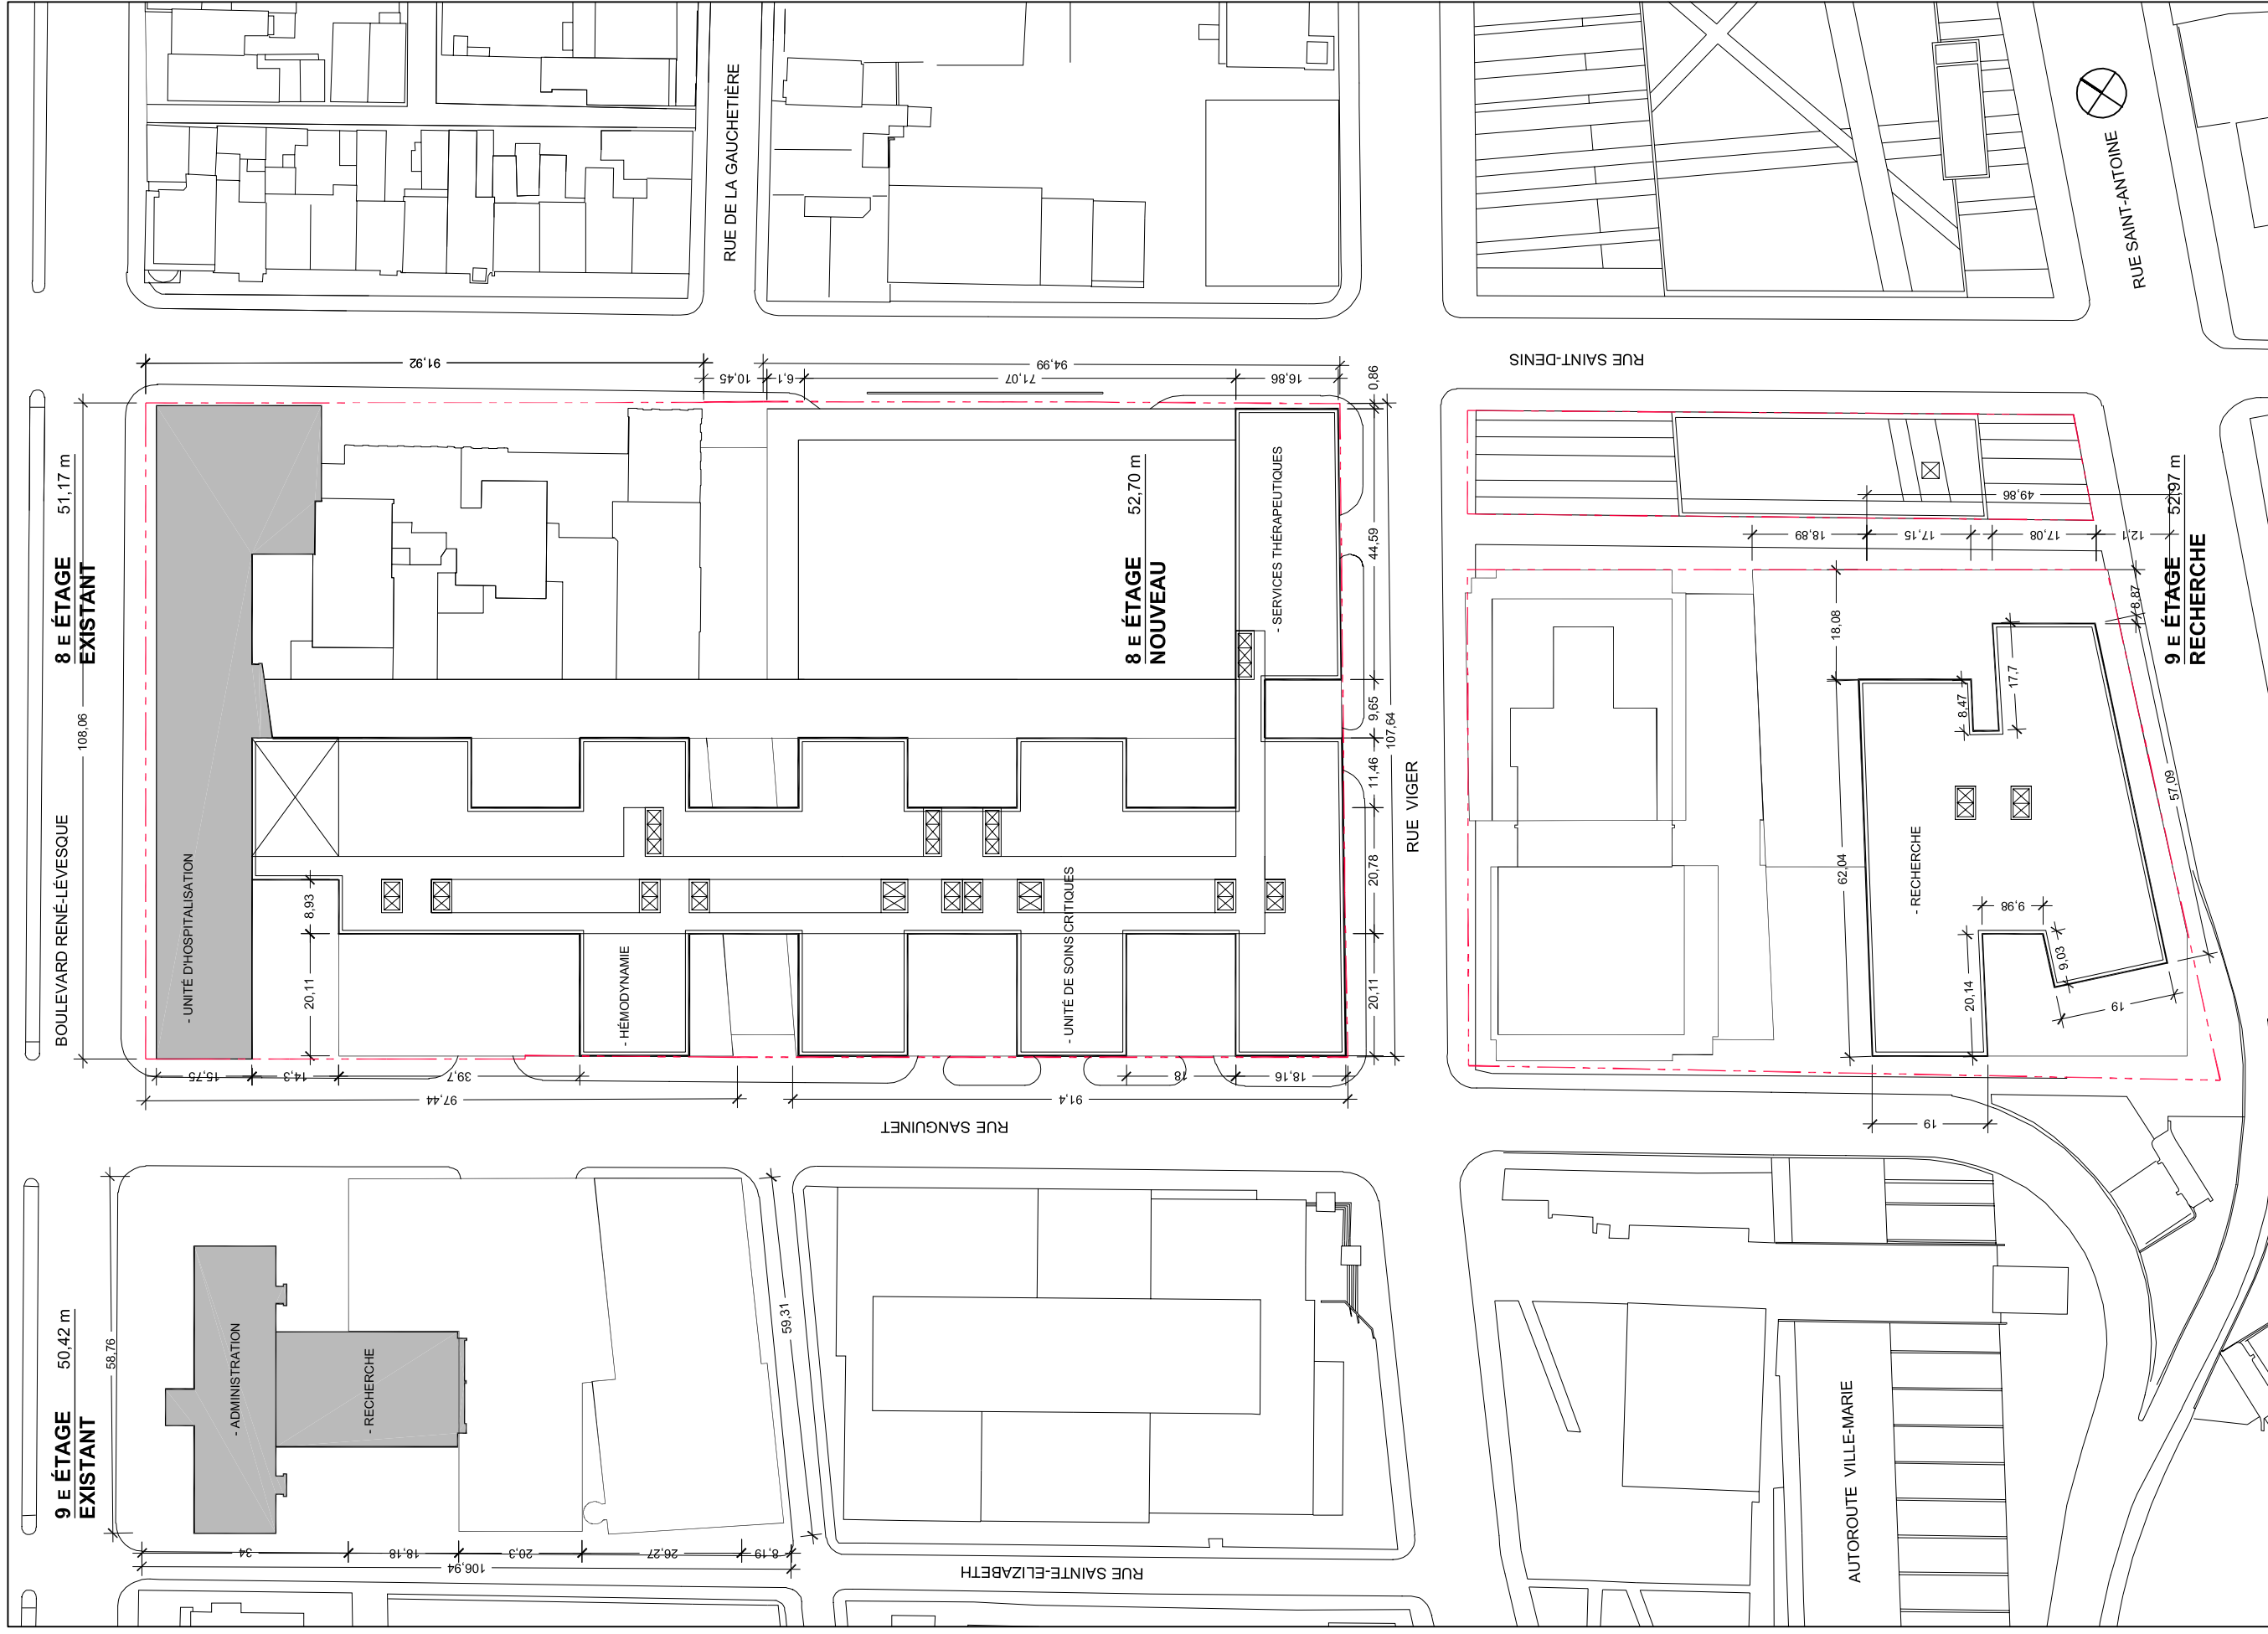 RUE DE LA GAUCHETIÈRE
RUE SAINT-ANTOINE
RUE SAINT-DENIS
91,92
94,99
10,45
6,1
71,07
16,86
0,86
BOULEVARD RENÉ-LÉVESQUE
108,06
8 E ÉTAGE 51,17 m
EXISTANT
- UNITÉ D'HOSPITALISATION
8 E ÉTAGE 52,70 m
NOUVEAU
- SERVICES THÉRAPEUTIQUES
44,59
9,65
107,64
11,46
20,78
20,11
RUE VIGER
8,93
20,11
- HÉMODYNAMIE
- UNITÉ DE SOINS CRITIQUES
15,75
14,3
39,7
18
18,16
97,44
91,4
RUE SANGUINET
49,86
18,89
17,15
17,08
12,1
9 E ÉTAGE 52,97 m
RECHERCHE
18,08
8,87
8,47
17,7
57,09
62,04
- RECHERCHE
9,98
9,03
20,14
19
19
9 E ÉTAGE 50,42 m
EXISTANT
58,76
- ADMINISTRATION
- RECHERCHE
59,31
34
18,18
20,3
26,27
8,19
106,94
RUE SAINTE-ELIZABETH
AUTOROUTE VILLE-MARIE